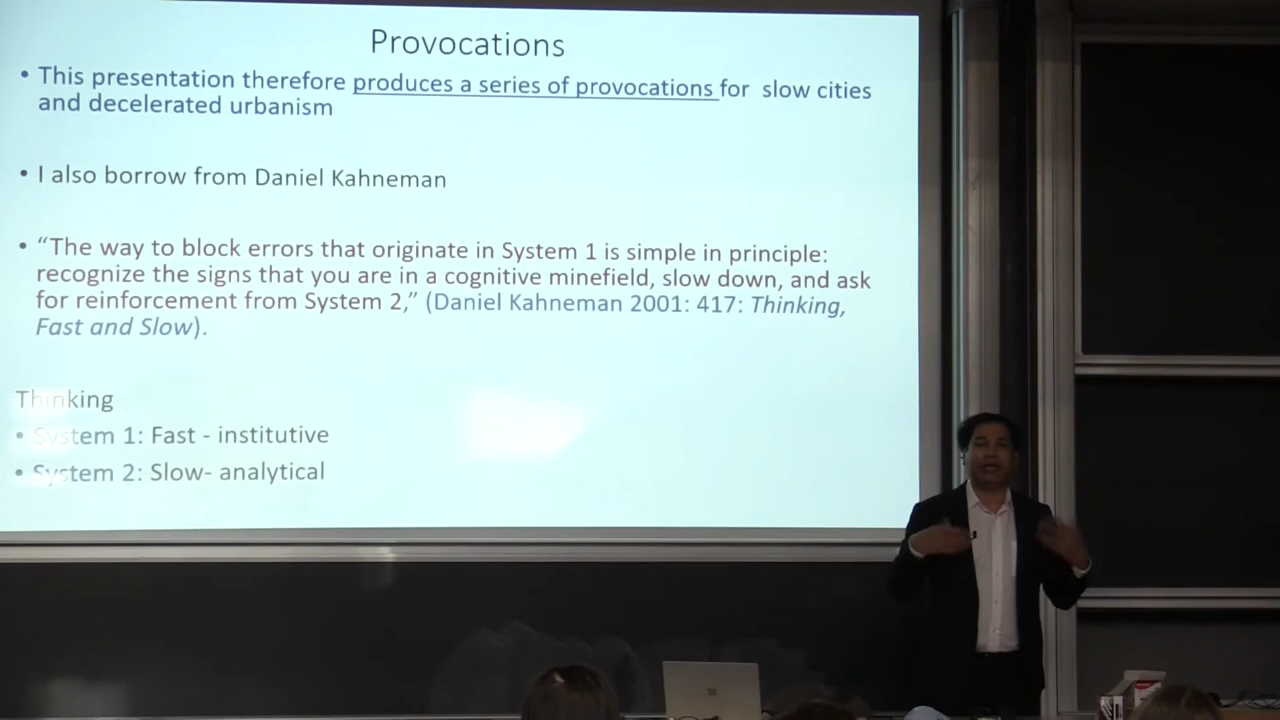 Provocations
• This presentation therefore produces a series of provocations for slow cities
and decelerated urbanism
• I also borrow from Daniel Kahneman
• “The way to block errors that originate in System 1 is simple in principle:
recognize the signs that you are in a cognitive minefield, slow down, and ask
for reinforcement from System 2,” (Daniel Kahneman 2001: 417: Thinking,
Fast and Slow).
Thinking
• System 1: Fast - institutive
• System 2: Slow- analytical